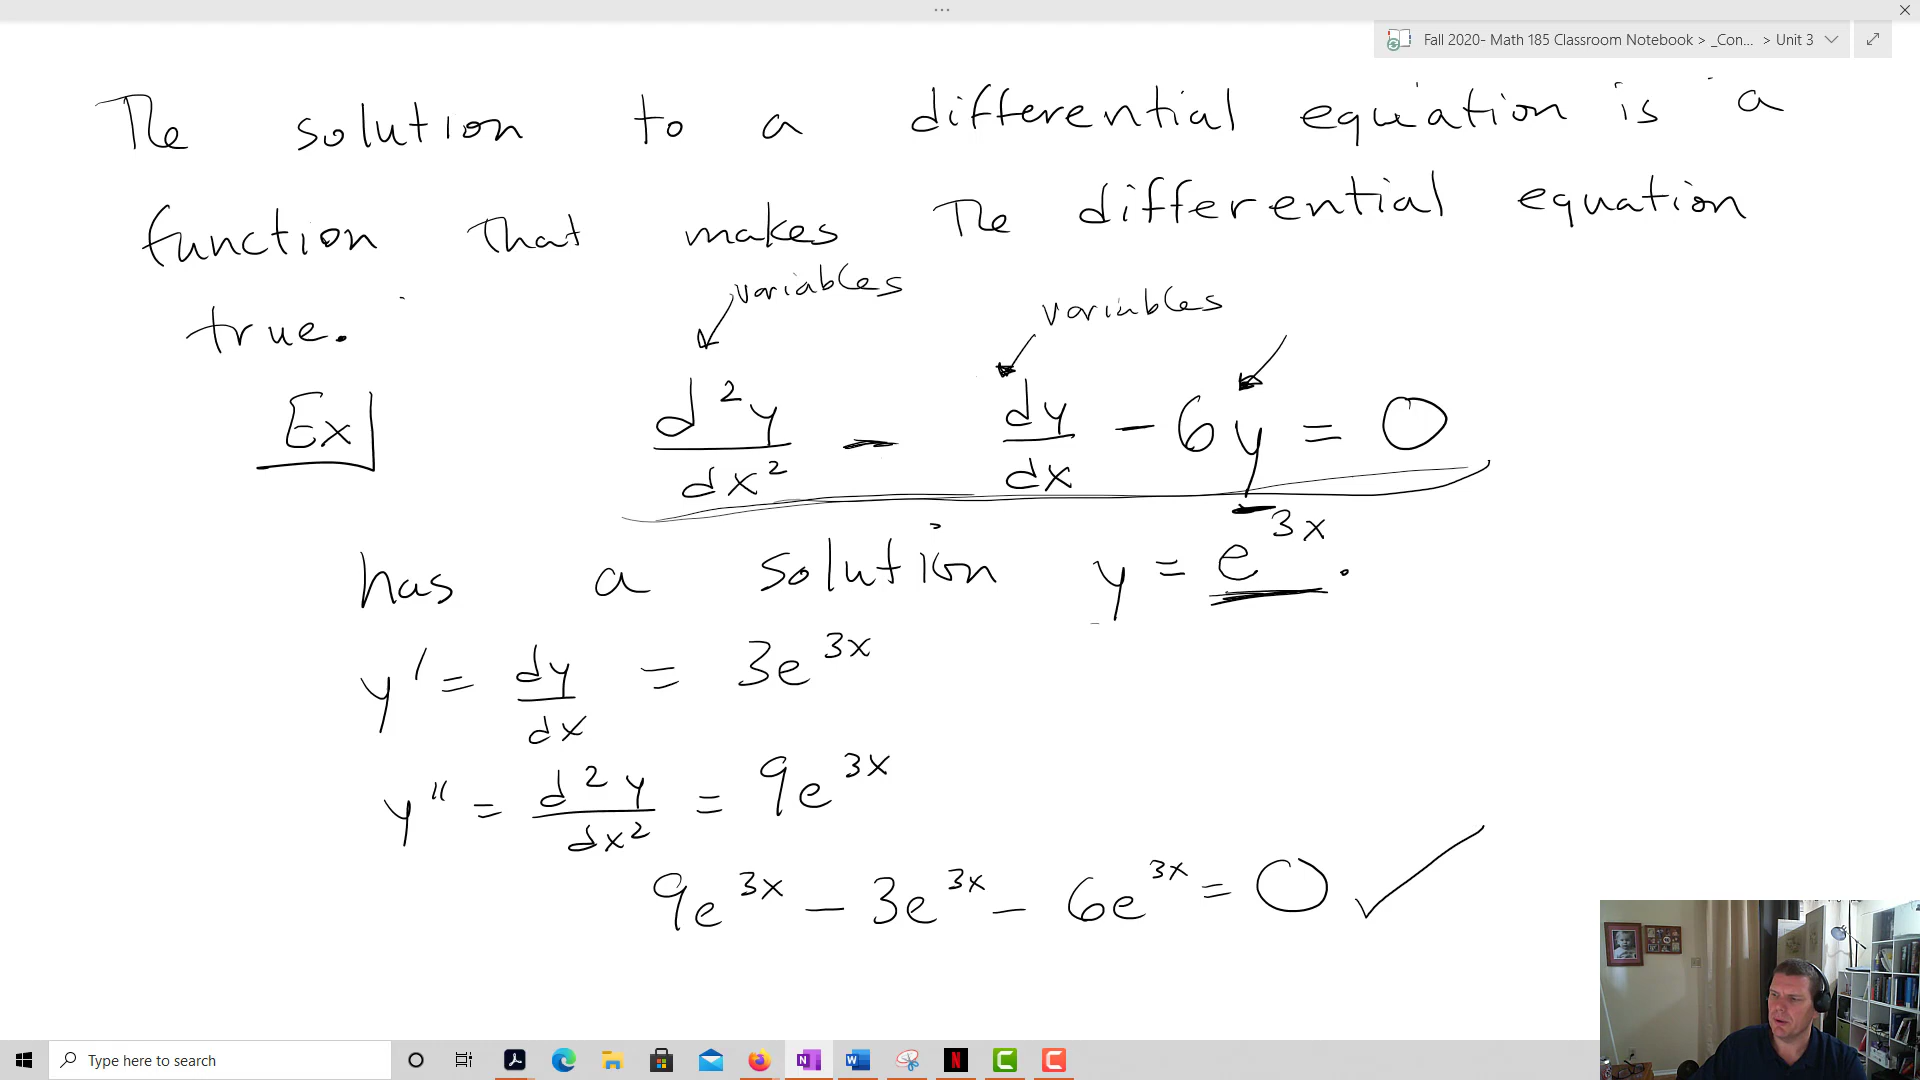 Fall 2020- Math 185 Classroom Notebook > _Con... > Unit 3
The solution to a differential equation is a
function that makes the differential equation
true.
variables
variables
Ex
d²y/dx² - dy/dx - 6y = 0
has a solution y = e^{3x}.
y' = dy/dx = 3e^{3x}
y'' = d²y/dx² = 9e^{3x}
9e^{3x} - 3e^{3x} - 6e^{3x} = 0 ✓
Type here to search